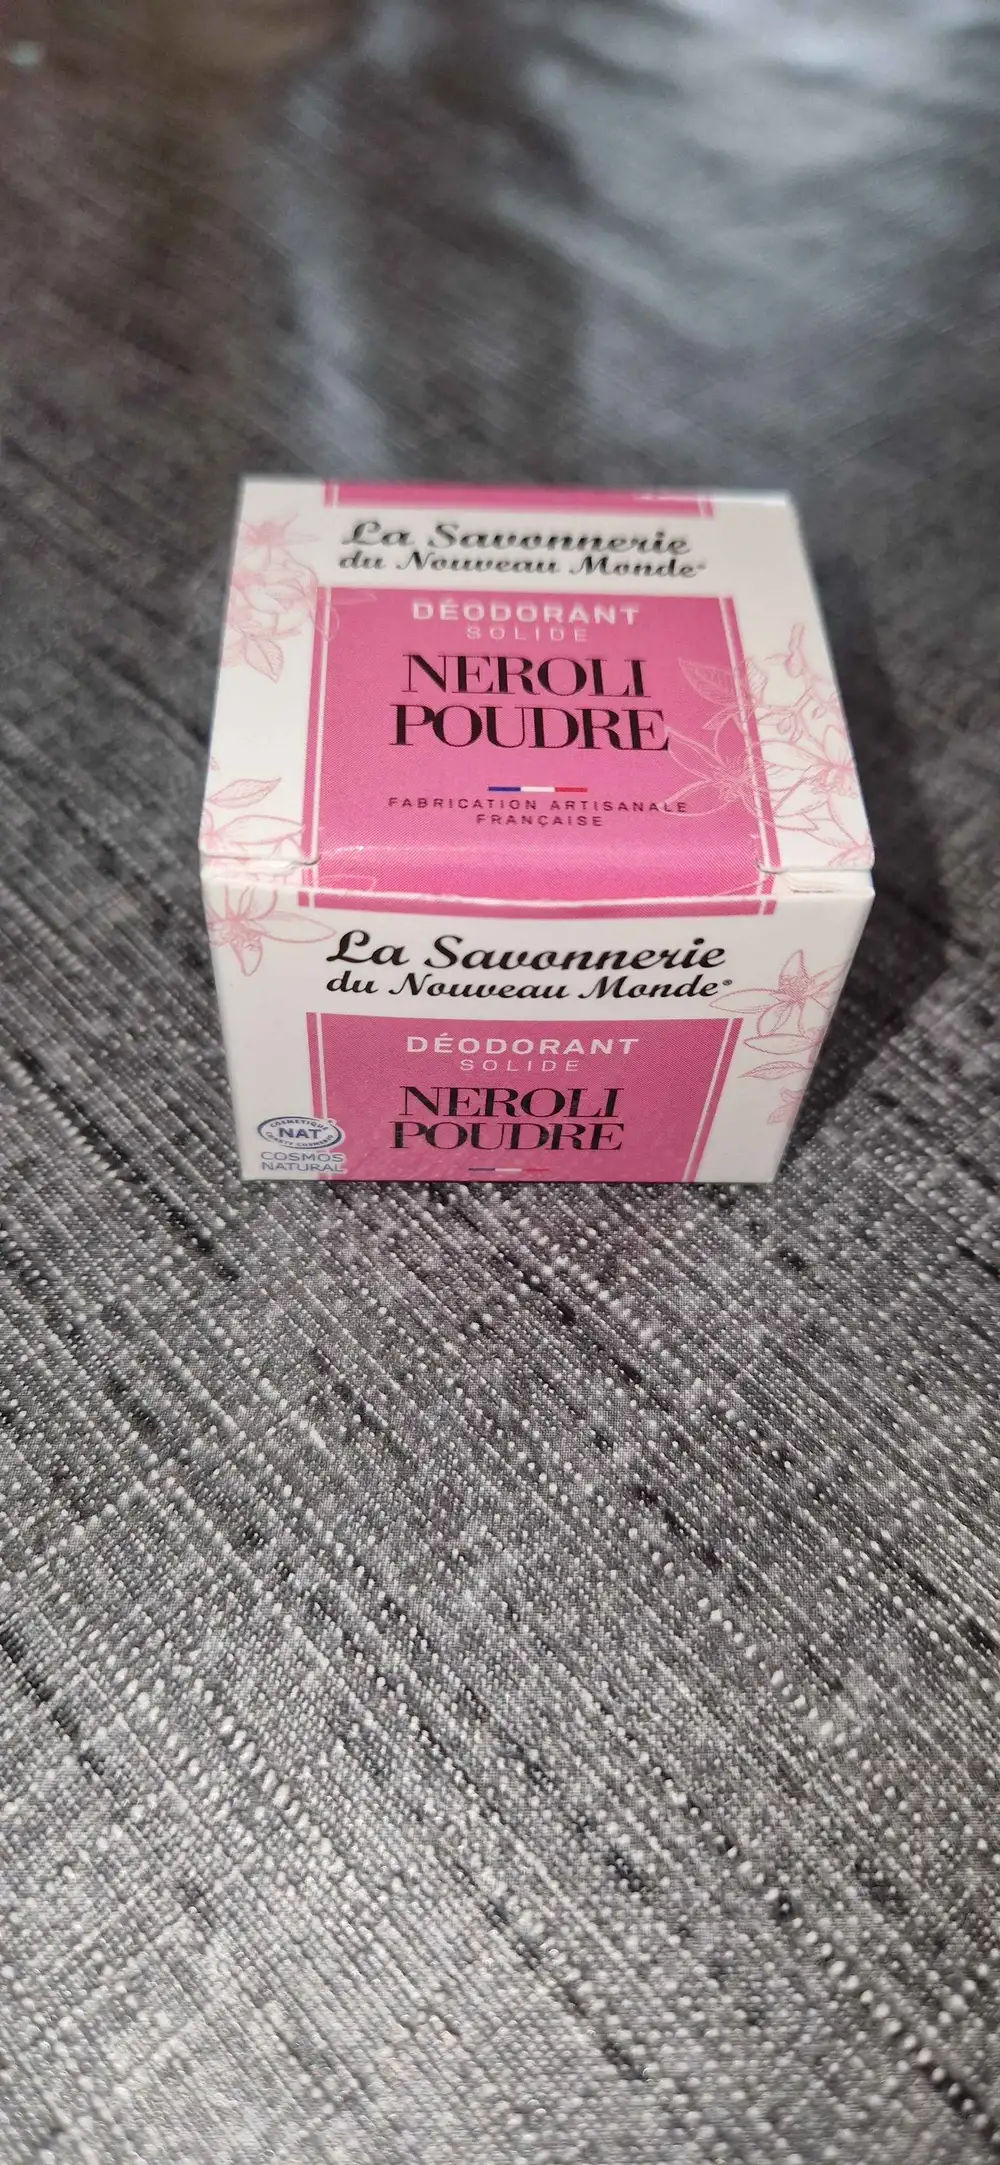 La Savonnerie
du Nouveau Monde®
DÉODORANT
SOLIDE
NEROLI
POUDRE
FABRICATION ARTISANALE
FRANÇAISE
La Savonnerie
du Nouveau Monde®
DÉODORANT
SOLIDE
NEROLI
POUDRE
COSMETIQUE
NAT
COSMOS
NATURAL